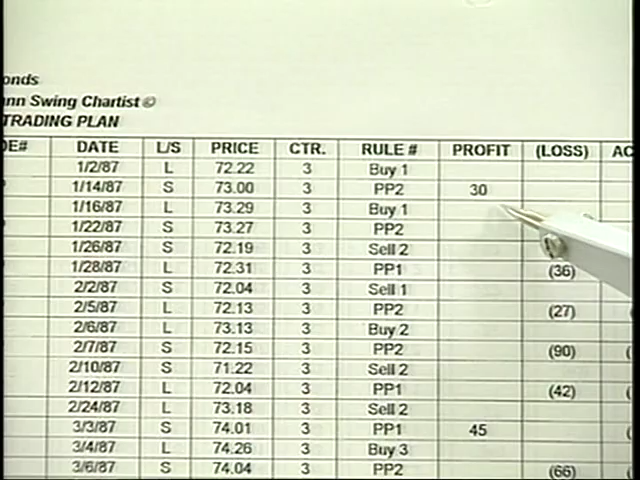 onds
ann Swing Chartist ©
TRADING PLAN
DE# DATE L/S PRICE CTR. RULE # PROFIT (LOSS) AC
1/2/87 L 72.22 3 Buy 1
1/14/87 S 73.00 3 PP2 30
1/16/87 L 73.29 3 Buy 1
1/22/87 S 73.27 3 PP2
1/26/87 S 72.19 3 Sell 2
1/28/87 L 72.31 3 PP1 (36)
2/2/87 S 72.04 3 Sell 1
2/5/87 L 72.13 3 PP2 (27)
2/6/87 L 73.13 3 Buy 2
2/7/87 S 72.15 3 PP2 (90)
2/10/87 S 71.22 3 Sell 2
2/12/87 L 72.04 3 PP1 (42)
2/24/87 L 73.18 3 Sell 2
3/3/87 S 74.01 3 PP1 45
3/4/87 L 74.26 3 Buy 3
3/6/87 S 74.04 3 PP2 (66)